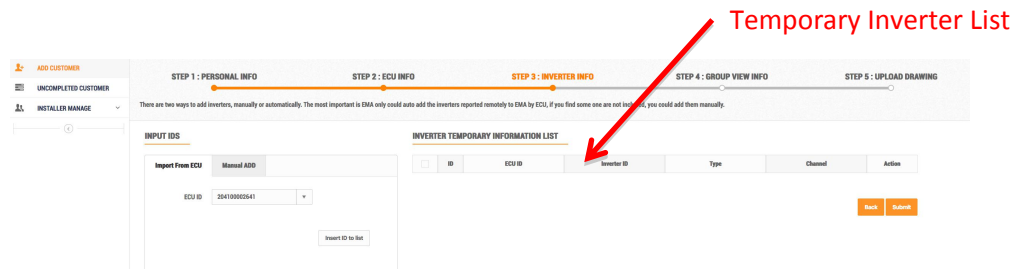 Temporary Inverter List
ADD CUSTOMER
UNCOMPLETED CUSTOMER
INSTALLER MANAGE
STEP 1 : PERSONAL INFO
STEP 2 : ECU INFO
STEP 3 : INVERTER INFO
STEP 4 : GROUP VIEW INFO
STEP 5 : UPLOAD DRAWING
There are two ways to add inverters, manually or automatically. The most important is EMA only could auto add the inverters reported remotely to EMA by ECU, if you find some one are not included, you could add them manually.
INPUT IDS
Import From ECU Manual ADD
ECU ID 204100002641
Insert ID to list
INVERTER TEMPORARY INFORMATION LIST
ID ECU ID Inverter ID Type Channel Action
Back Submit